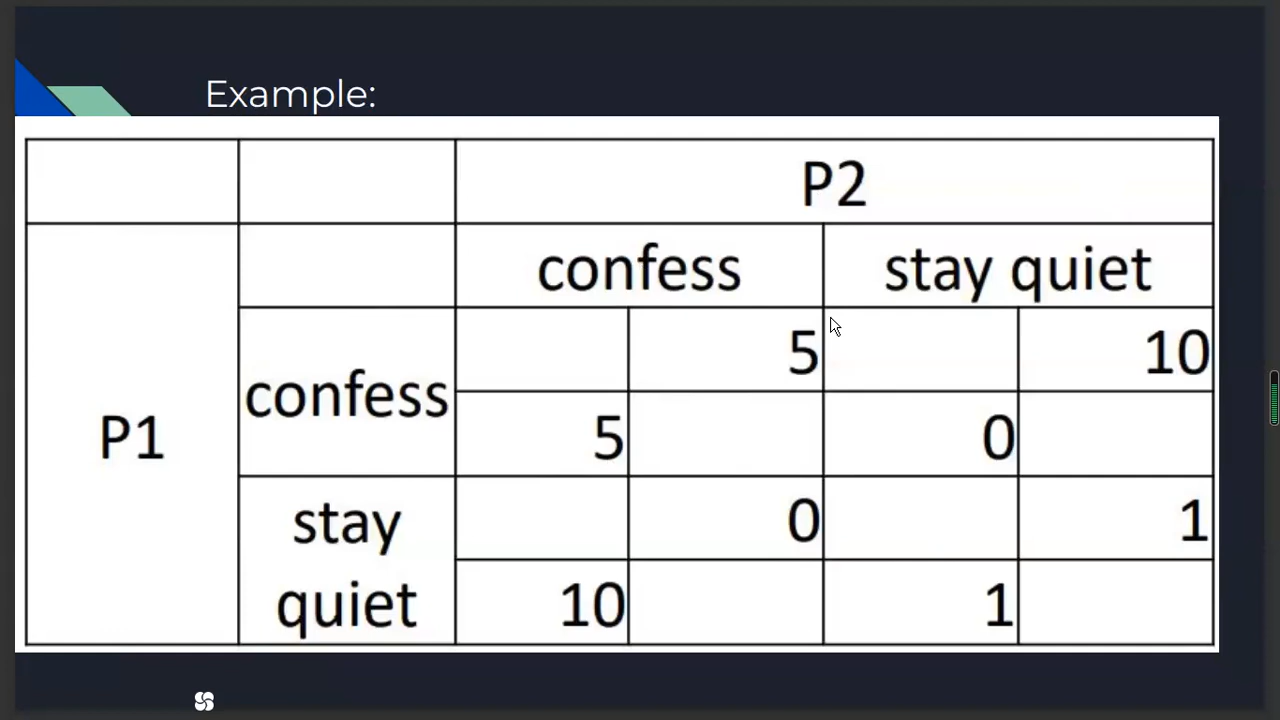 Example:
P2
confess stay quiet
5 10
confess
P1
5 0
stay
0 1
quiet
10 1